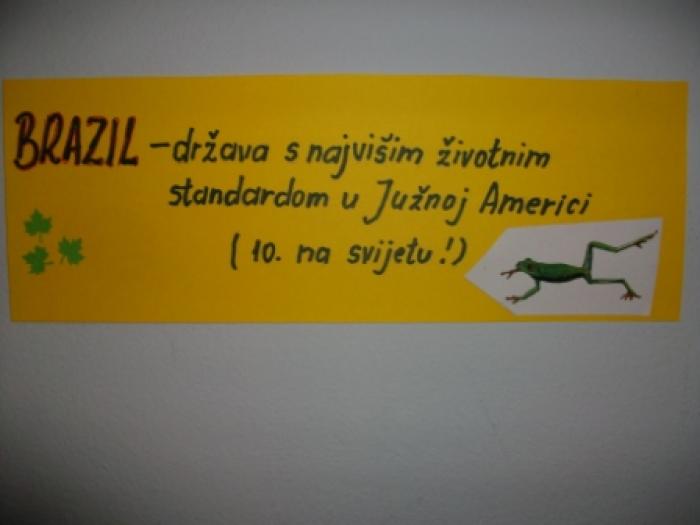 BRAZIL - država s najvišim životnim
standardom u Južnoj Americi
( 10. na svijetu!)